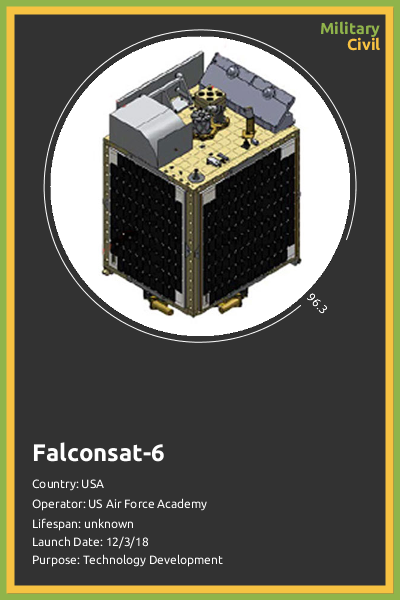 Military
Civil
96.3
Falconsat-6
Country: USA
Operator: US Air Force Academy
Lifespan: unknown
Launch Date: 12/3/18
Purpose: Technology Development